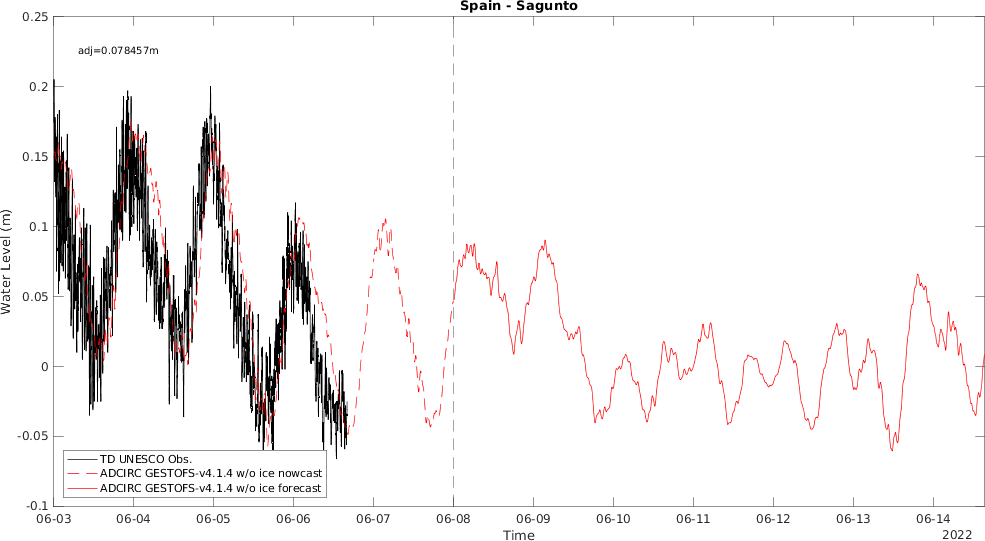 Spain - Sagunto
0.25
adj=0.078457m
0.2
0.15
0.1
0.05
0
-0.05
-0.1
Water Level (m)
TD UNESCO Obs.
ADCIRC GESTOFS-v4.1.4 w/o ice nowcast
ADCIRC GESTOFS-v4.1.4 w/o ice forecast
06-03 06-04 06-05 06-06 06-07 06-08 06-09 06-10 06-11 06-12 06-13 06-14
Time
2022